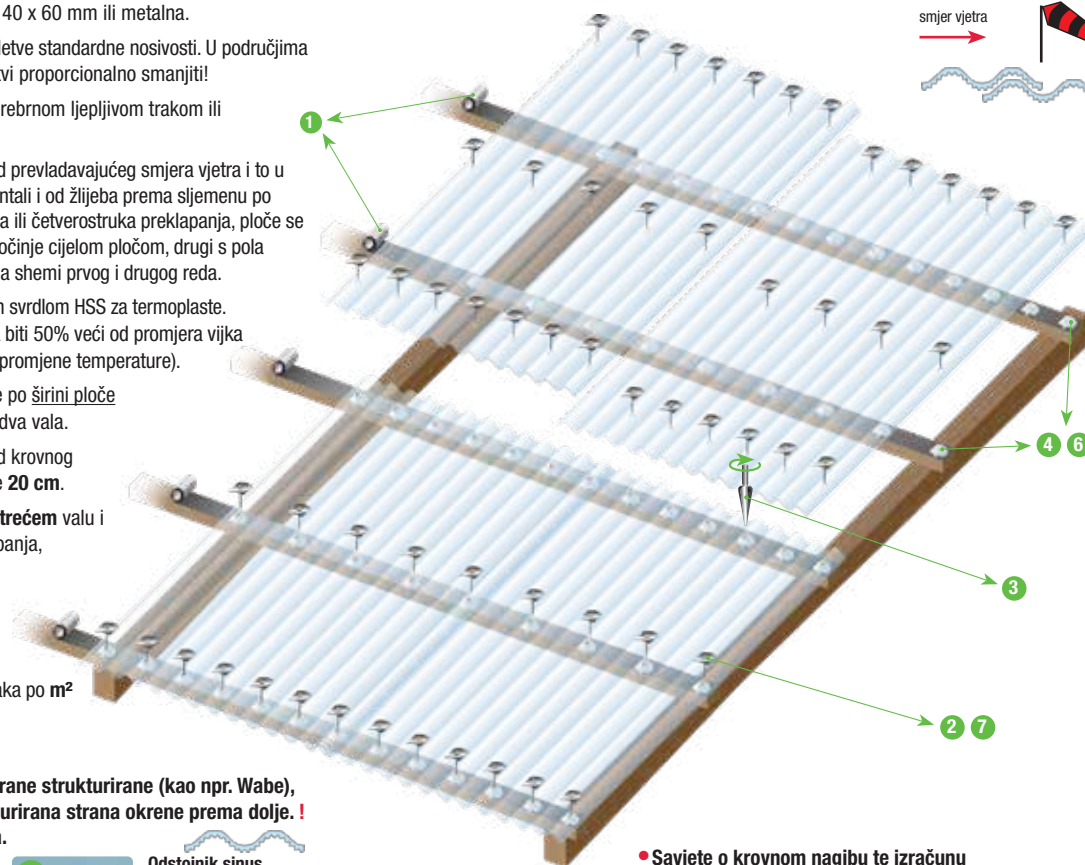 40 x 60 mm ili metalna.
letve standardne nosivosti. U područjima
tvi proporcionalno smanjiti!
rebrnom ljepljivom trakom ili
d prevladavajućeg smjera vjetra i to u
ntali i od žlijeba prema sljemenu po
a ili četverostruka preklapanja, ploče se
očinje cijelom pločom, drugi s pola
a shemi prvog i drugog reda.
n svrdlom HSS za termoplaste.
biti 50% veći od promjera vijka
promjene temperature).
e po širini ploče
dva vala.
d krovnog
e 20 cm.
trećem valu i
panja,
aka po m²
rane strukturirane (kao npr. Wabe),
urirana strana okrene prema dolje. !
a.
Odstojnik sinus
smjer vjetra
1
4 6
3
2 7
• Savjete o krovnom nagibu te izračunu